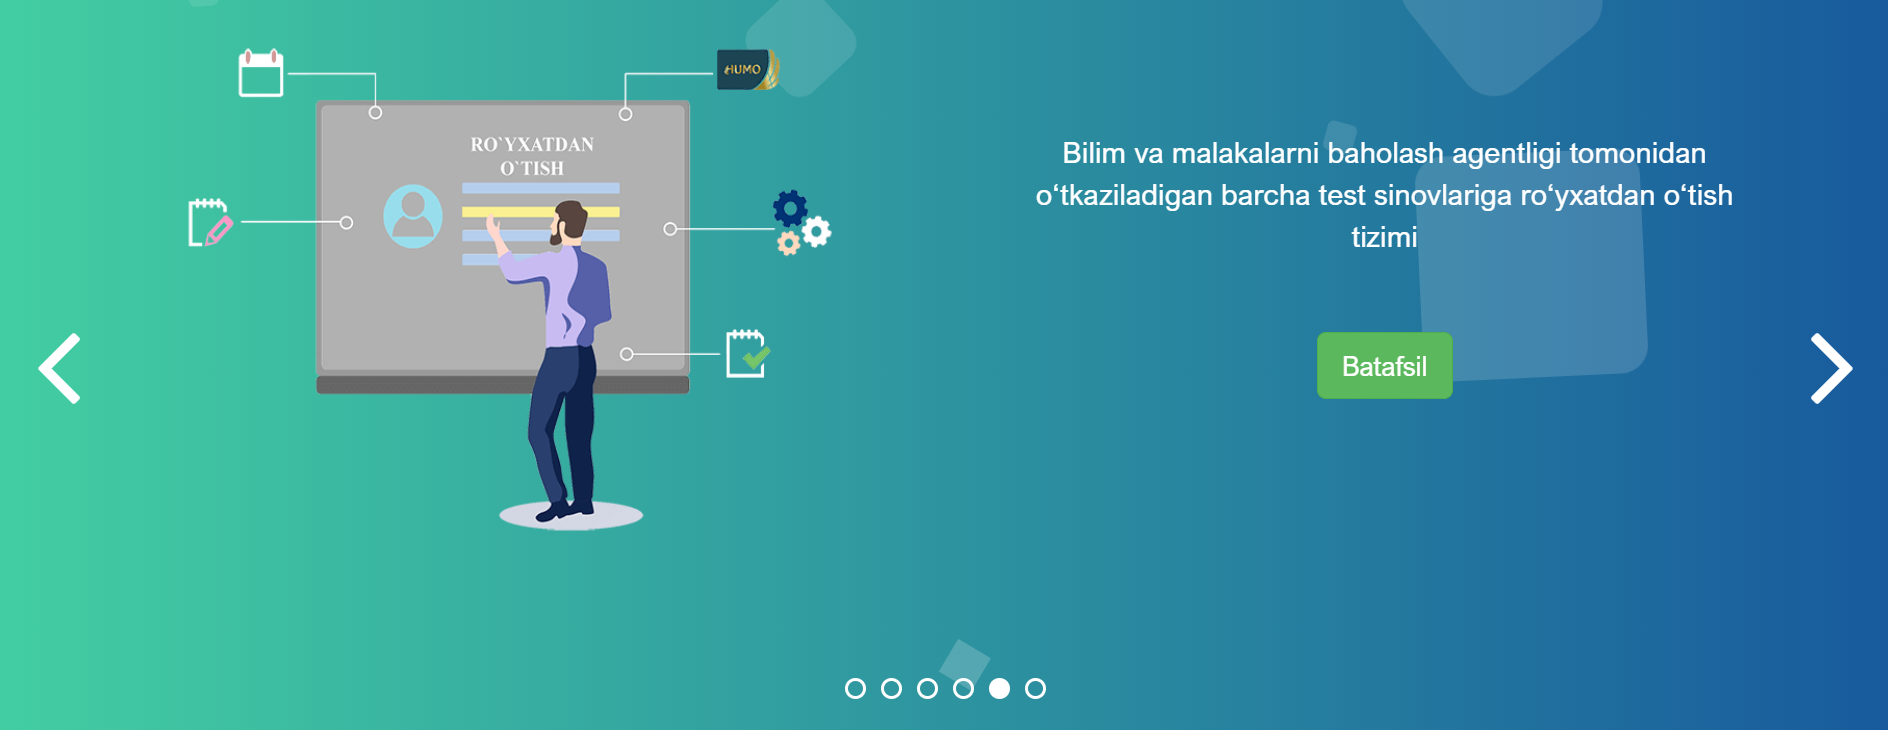 HUMO
RO`YXATDAN
O`TISH
Bilim va malakalarni baholash agentligi tomonidan
o‘tkaziladigan barcha test sinovlariga ro‘yxatdan o‘tish
tizimi
Batafsil